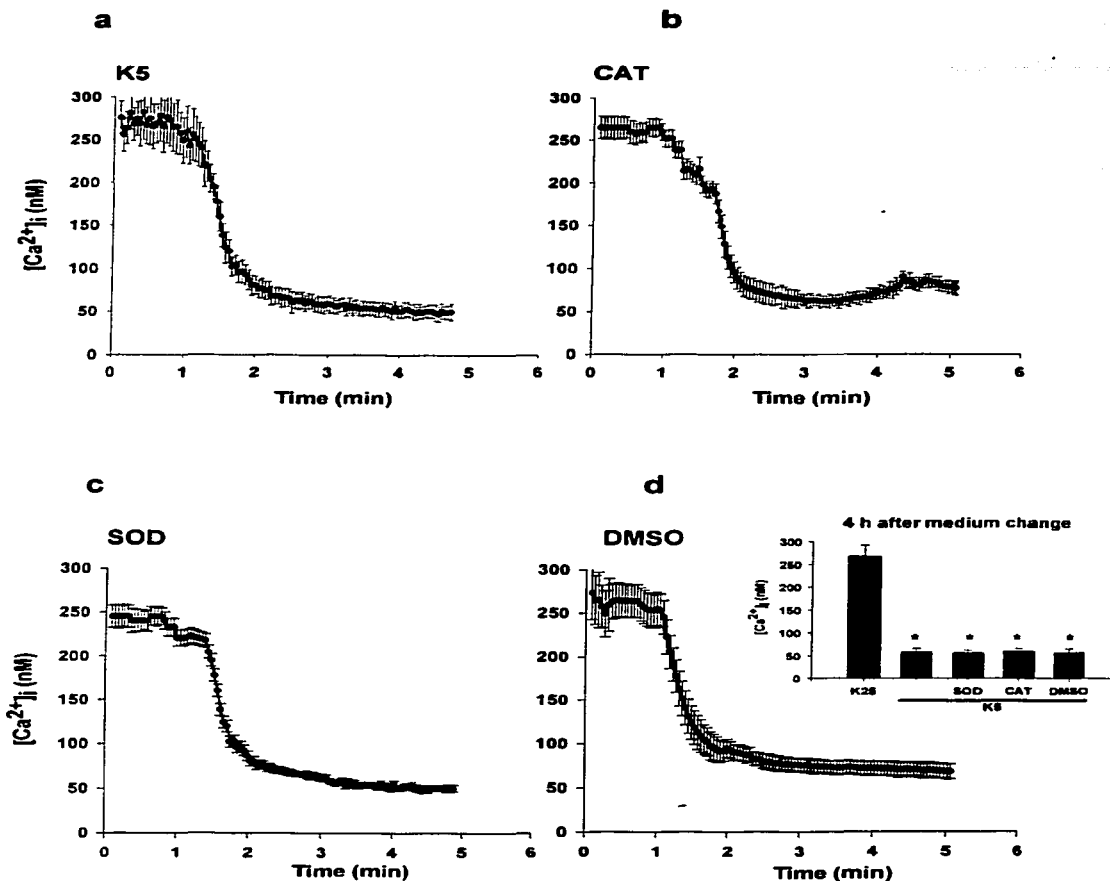 a
K5
300
250
200
150
100
50
0
[Ca2+]i (nM)
0 1 2 3 4 5 6
Time (min)
b
CAT
300
250
200
150
100
50
0
0 1 2 3 4 5 6
Time (min)
c
SOD
300
250
200
150
100
50
0
[Ca2+]i (nM)
0 1 2 3 4 5 6
Time (min)
d
DMSO
300
250
200
150
100
50
0
0 1 2 3 4 5 6
Time (min)
4 h after medium change
300
250
200
150
100
50
0
[Ca2+]i (nM)
* * * *
K25 SOD CAT DMSO
K5